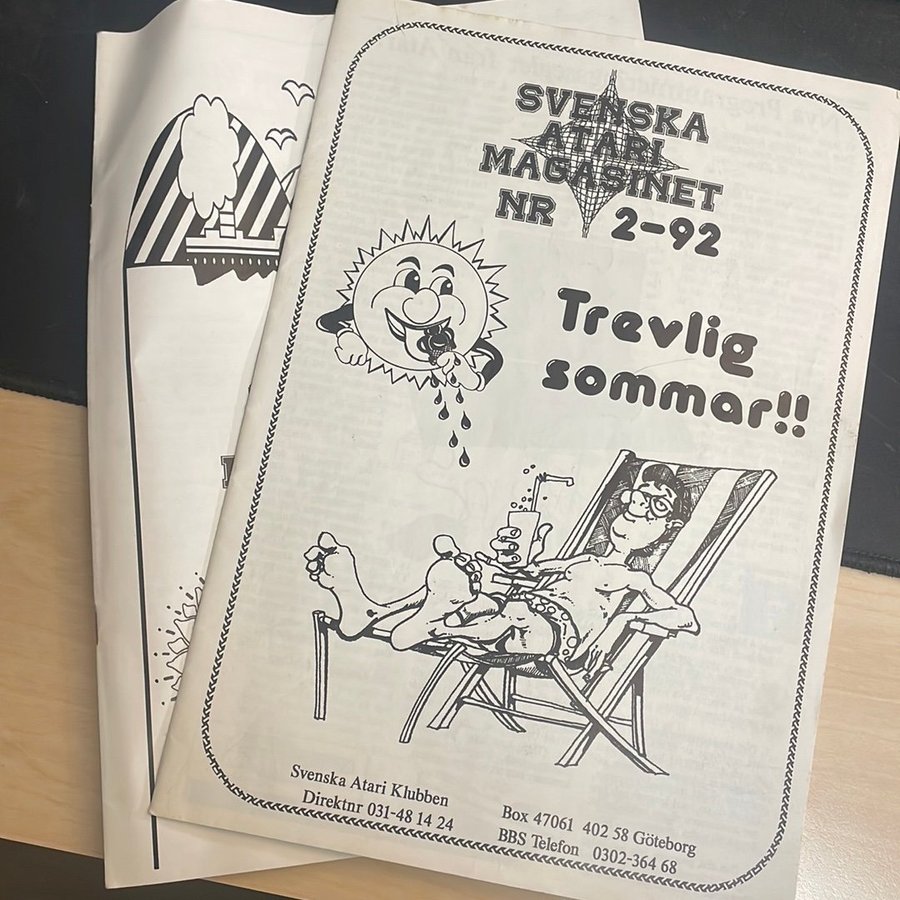 SVENSKA
ATARI
MAGASINET
NR 2-92
Trevlig
sommar!!
Svenska Atari Klubben
Direktnr 031-48 14 24
Box 47061 402 58 Göteborg
BBS Telefon 0302-364 68